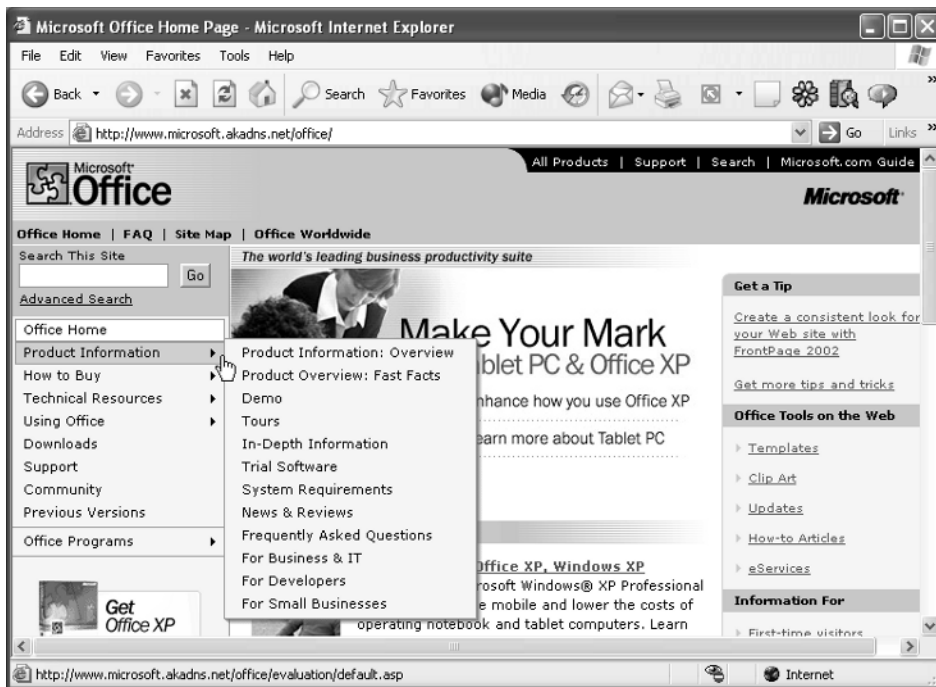 Microsoft Office Home Page - Microsoft Internet Explorer
File Edit View Favorites Tools Help
Back Search Favorites Media
Address http://www.microsoft.akadns.net/office/ Go Links »
All Products | Support | Search | Microsoft.com Guide
Microsoft
Office
Microsoft
Office Home | FAQ | Site Map | Office Worldwide
Search This Site
Go
Advanced Search
Office Home
Product Information
How to Buy
Technical Resources
Using Office
Downloads
Support
Community
Previous Versions
Office Programs
Get
Office XP
Product Information: Overview
Product Overview: Fast Facts
Demo
Tours
In-Depth Information
Trial Software
System Requirements
News & Reviews
Frequently Asked Questions
For Business & IT
For Developers
For Small Businesses
The world's leading business productivity suite
Make Your Mark
blet PC & Office XP
nhance how you use Office XP
earn more about Tablet PC
ffice XP, Windows XP
rosoft Windows® XP Professional
e mobile and lower the costs of
operating notebook and tablet computers. Learn
Get a Tip
Create a consistent look for
your Web site with
FrontPage 2002
Get more tips and tricks
Office Tools on the Web
Templates
Clip Art
Updates
How-to Articles
eServices
Information For
First-time visitors
http://www.microsoft.akadns.net/office/evaluation/default.asp Internet